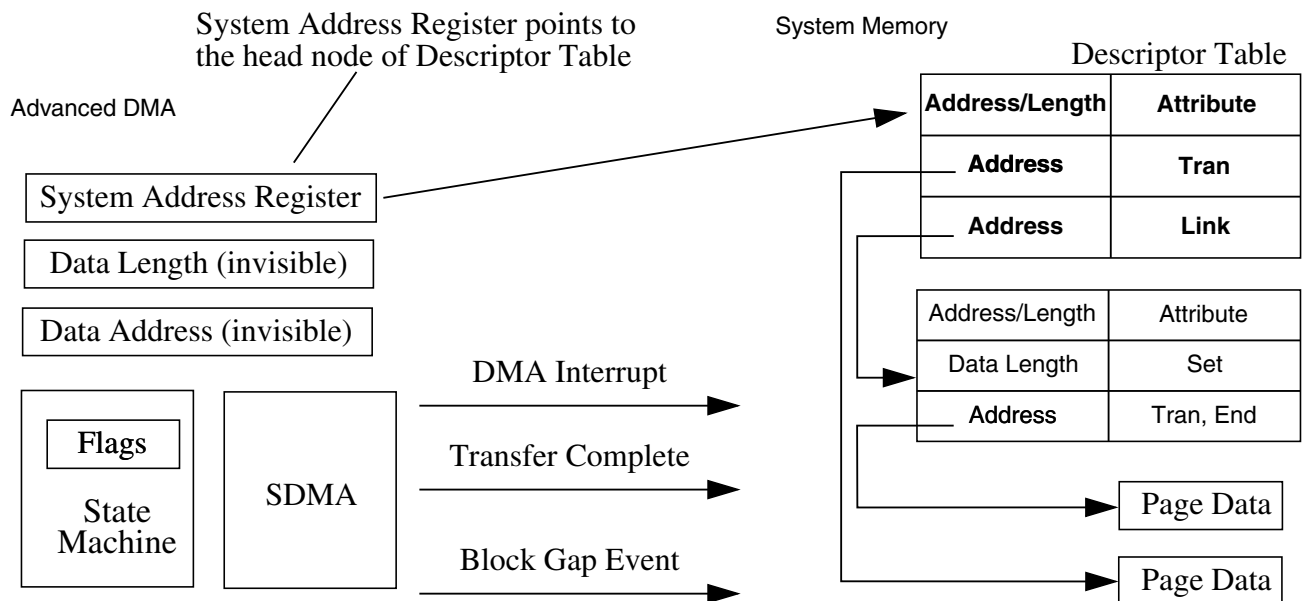 System Address Register points to
the head node of Descriptor Table
System Memory
Descriptor Table
Advanced DMA
Address/Length Attribute
Address Tran
Address Link
System Address Register
Data Length (invisible)
Data Address (invisible)
Address/Length Attribute
Data Length Set
Address Tran, End
Flags
State
Machine
SDMA
DMA Interrupt
Transfer Complete
Block Gap Event
Page Data
Page Data